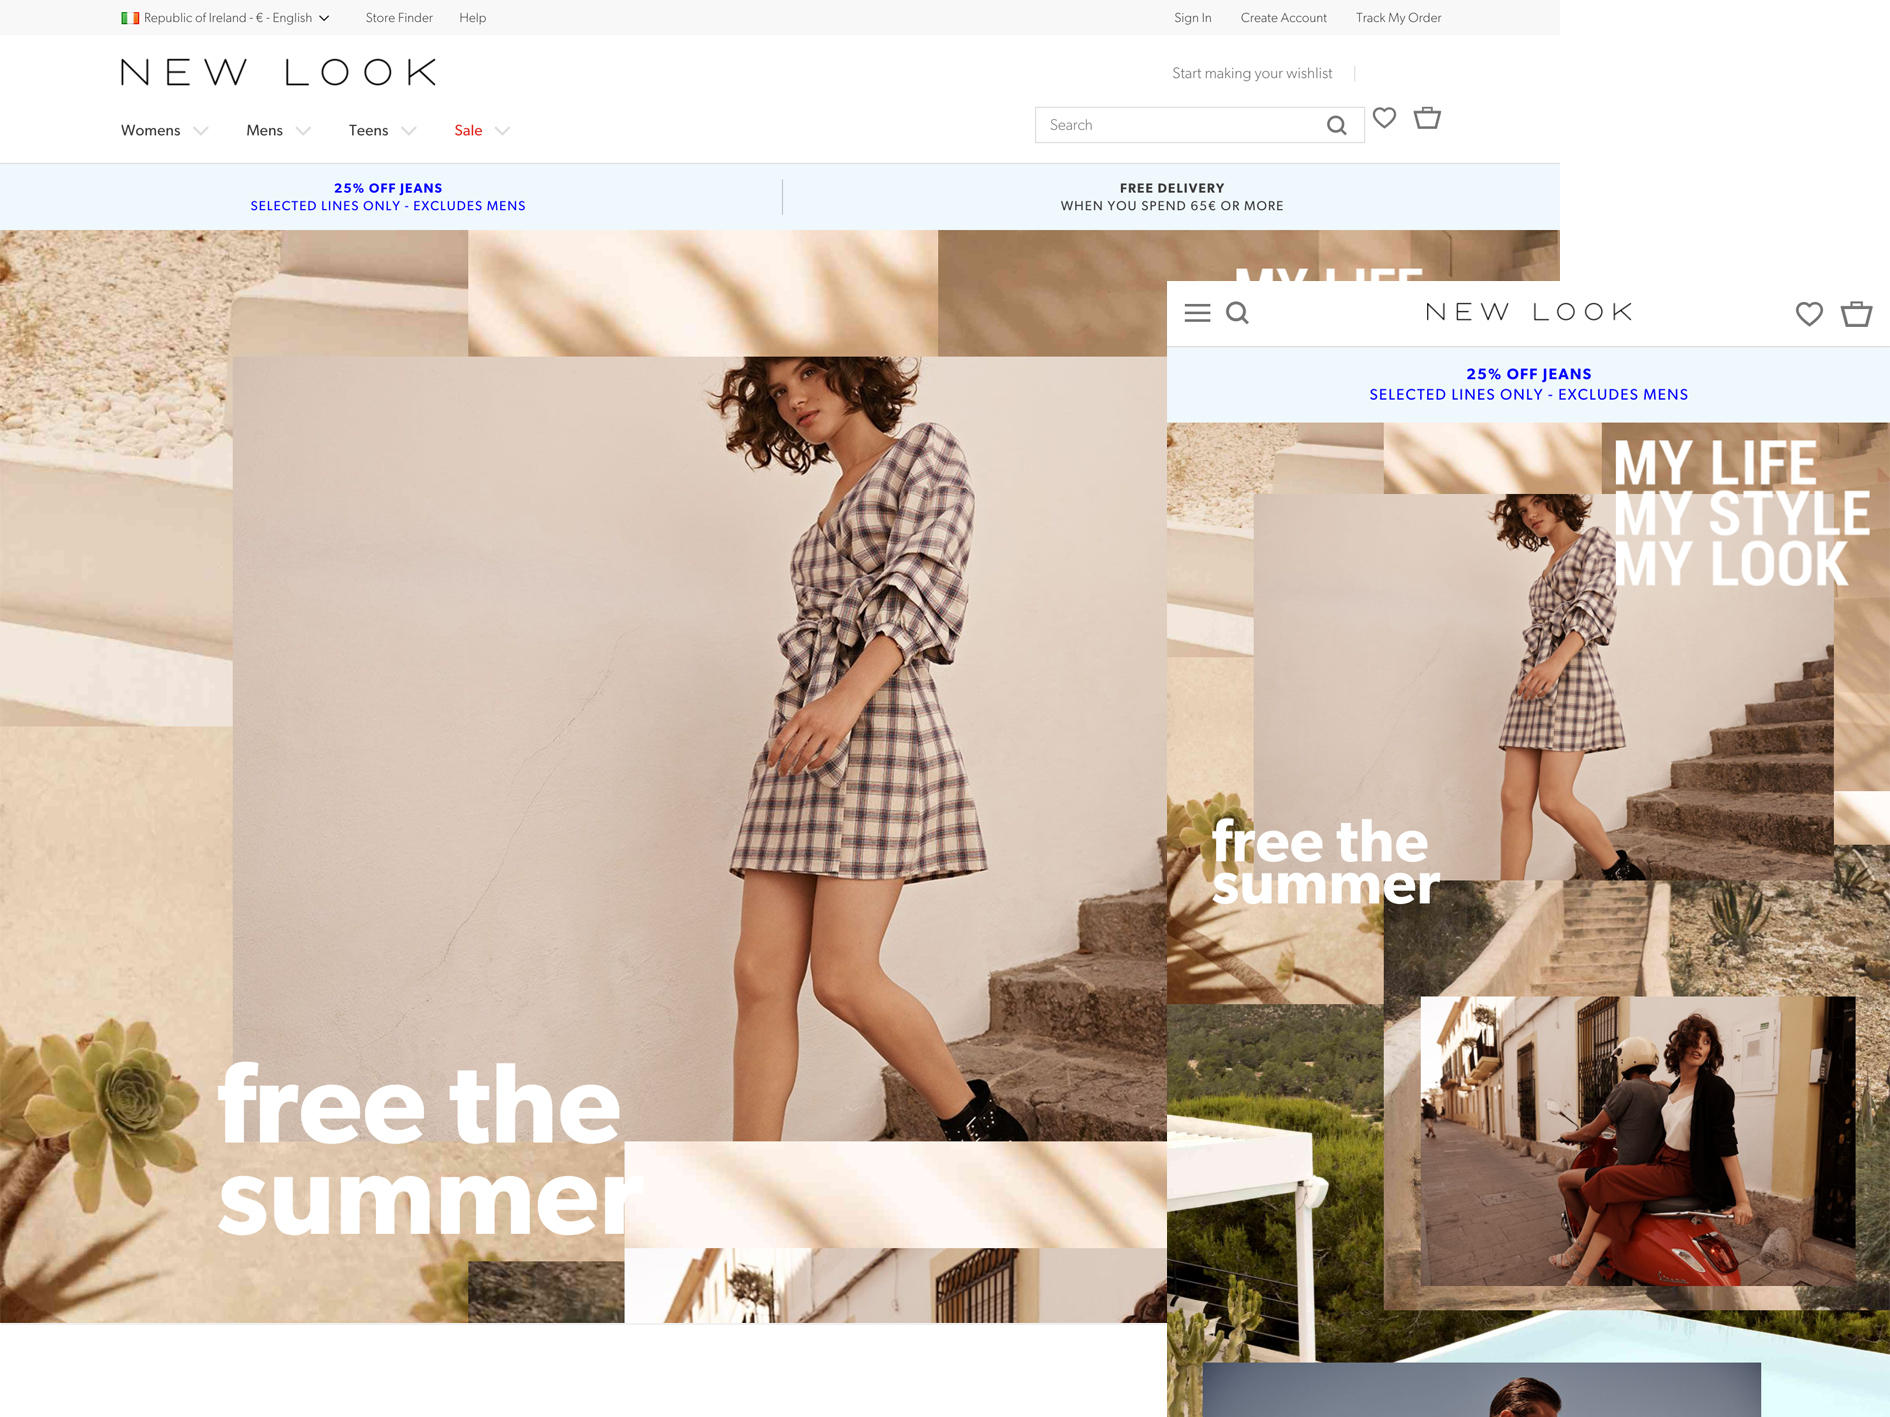 Republic of Ireland - € - English
Store Finder
Help
Sign In
Create Account
Track My Order
NEW LOOK
Start making your wishlist
Womens
Mens
Teens
Sale
Search
25% OFF JEANS
SELECTED LINES ONLY - EXCLUDES MENS
FREE DELIVERY
WHEN YOU SPEND 65€ OR MORE
MY LIFE
free the
summer
NEW LOOK
25% OFF JEANS
SELECTED LINES ONLY - EXCLUDES MENS
MY LIFE
MY STYLE
MY LOOK
free the
summer